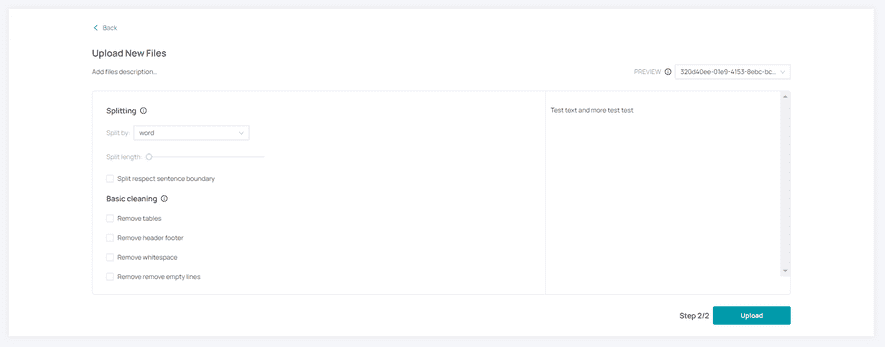 Back
Upload New Files
Add files description...
PREVIEW 320d40ee-01e9-4153-8ebc-bc...
Splitting
Split by: word
Split length:
Split respect sentence boundary
Basic cleaning
Remove tables
Remove header footer
Remove whitespace
Remove remove empty lines
Test text and more test test
Step 2/2 Upload